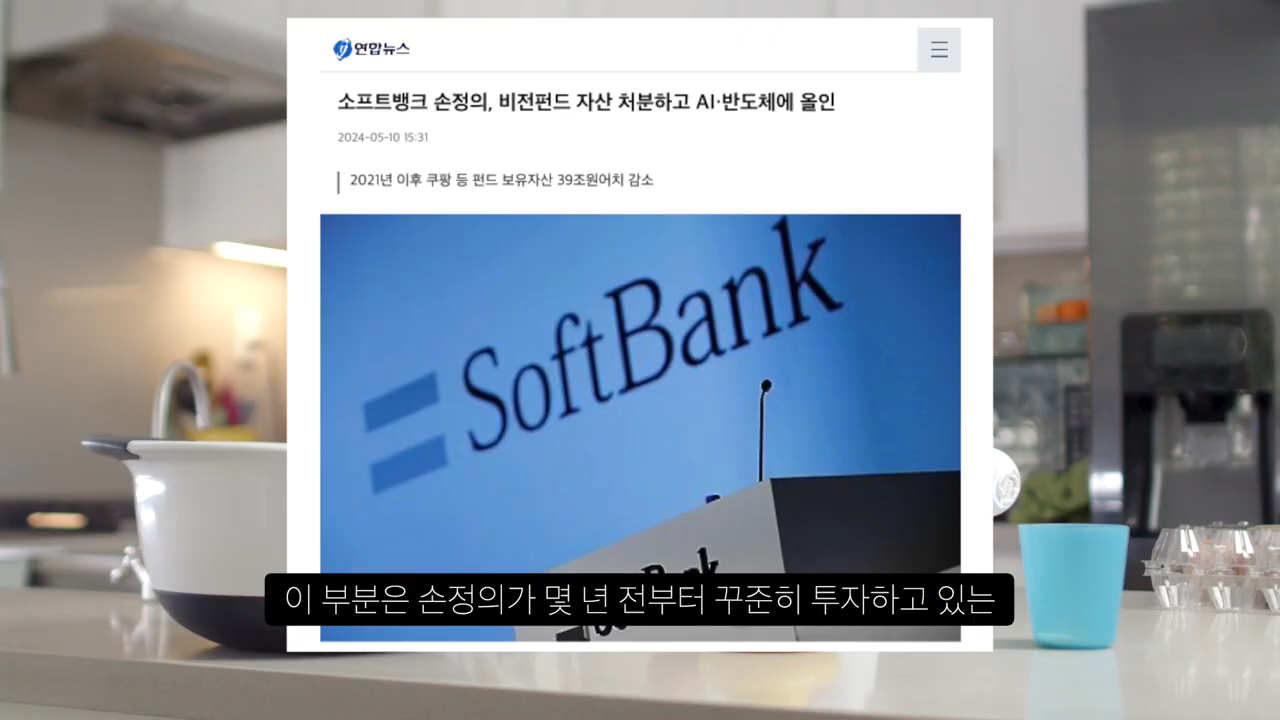 연합뉴스
소프트뱅크 손정의, 비전펀드 자산 처분하고 AI·반도체에 올인
2024-05-10 15:31
2021년 이후 쿠팡 등 펀드 보유자산 39조원어치 감소
SoftBank
이 부분은 손정의가 몇 년 전부터 꾸준히 투자하고 있는